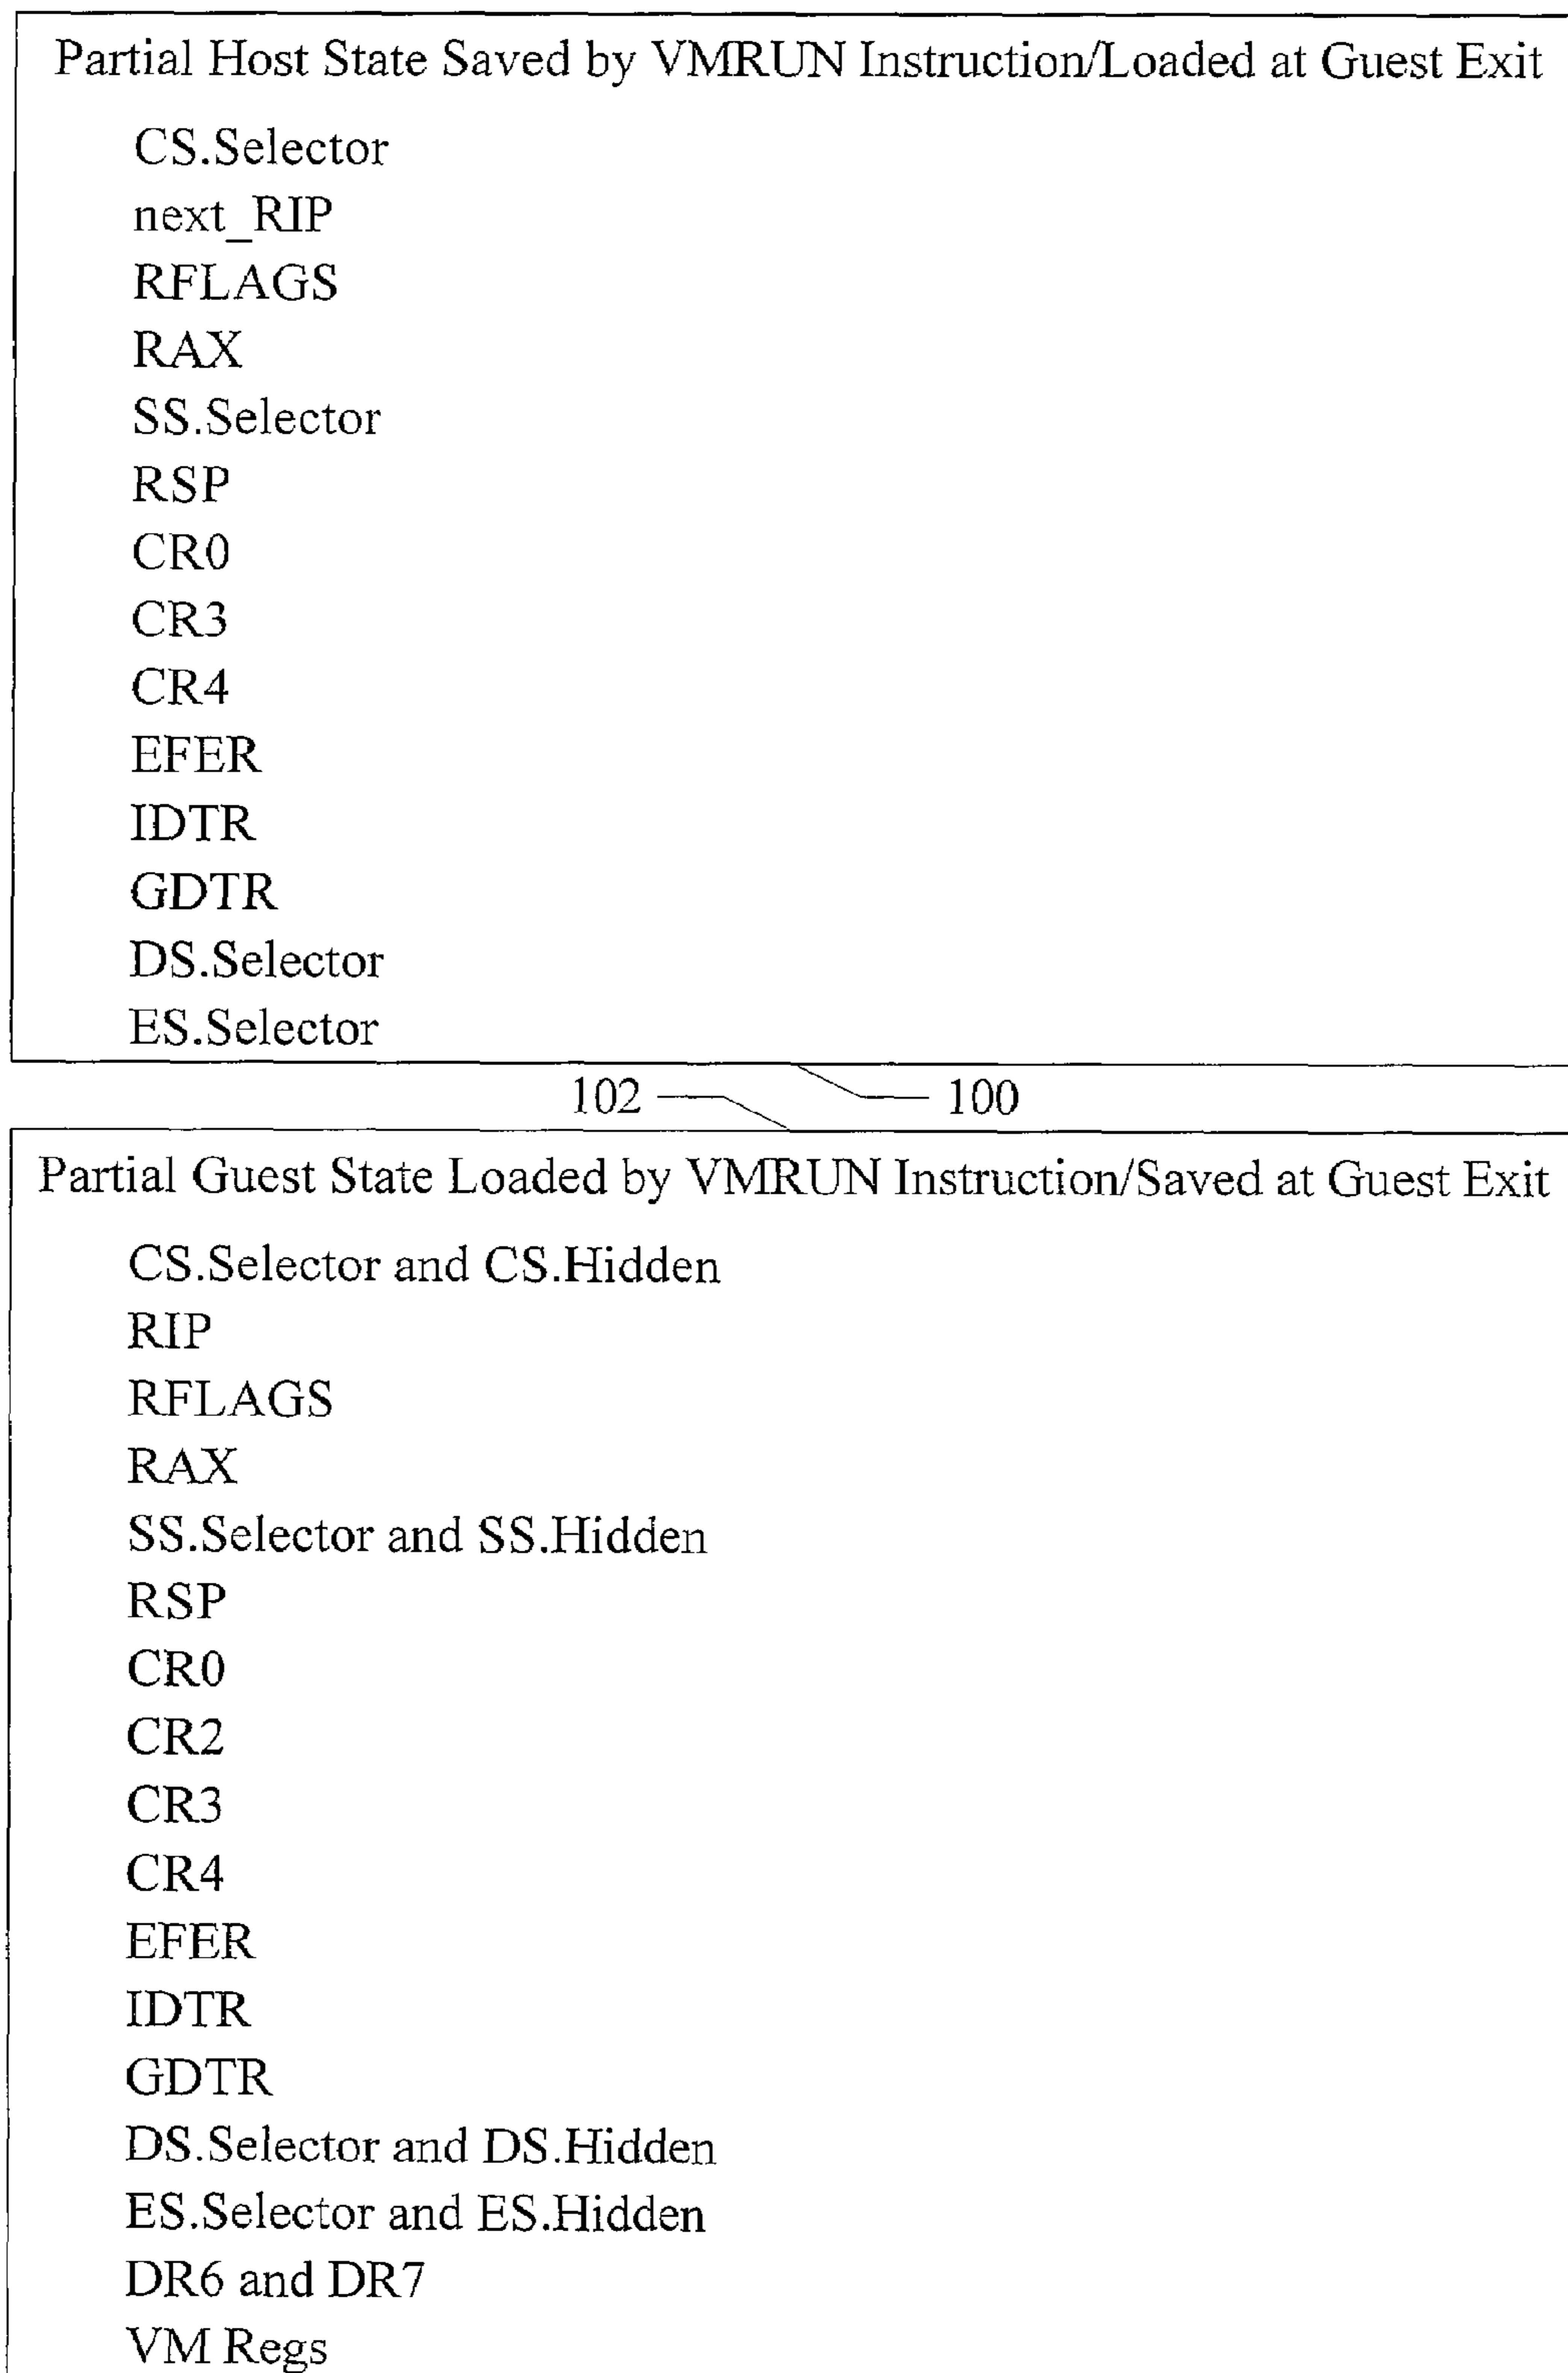 Partial Host State Saved by VMRUN Instruction/Loaded at Guest Exit
CS.Selector
next_RIP
RFLAGS
RAX
SS.Selector
RSP
CR0
CR3
CR4
EFER
IDTR
GDTR
DS.Selector
ES.Selector
102 100
Partial Guest State Loaded by VMRUN Instruction/Saved at Guest Exit
CS.Selector and CS.Hidden
RIP
RFLAGS
RAX
SS.Selector and SS.Hidden
RSP
CR0
CR2
CR3
CR4
EFER
IDTR
GDTR
DS.Selector and DS.Hidden
ES.Selector and ES.Hidden
DR6 and DR7
VM Regs